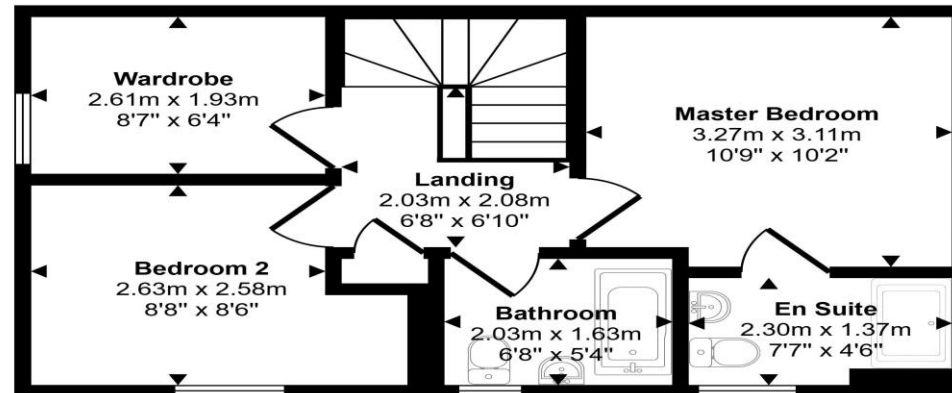 Wardrobe
2.61m x 1.93m
8'7" x 6'4"
Master Bedroom
3.27m x 3.11m
10'9" x 10'2"
Landing
2.03m x 2.08m
6'8" x 6'10"
Bedroom 2
2.63m x 2.58m
8'8" x 8'6"
Bathroom
2.03m x 1.63m
6'8" x 5'4"
En Suite
2.30m x 1.37m
7'7" x 4'6"